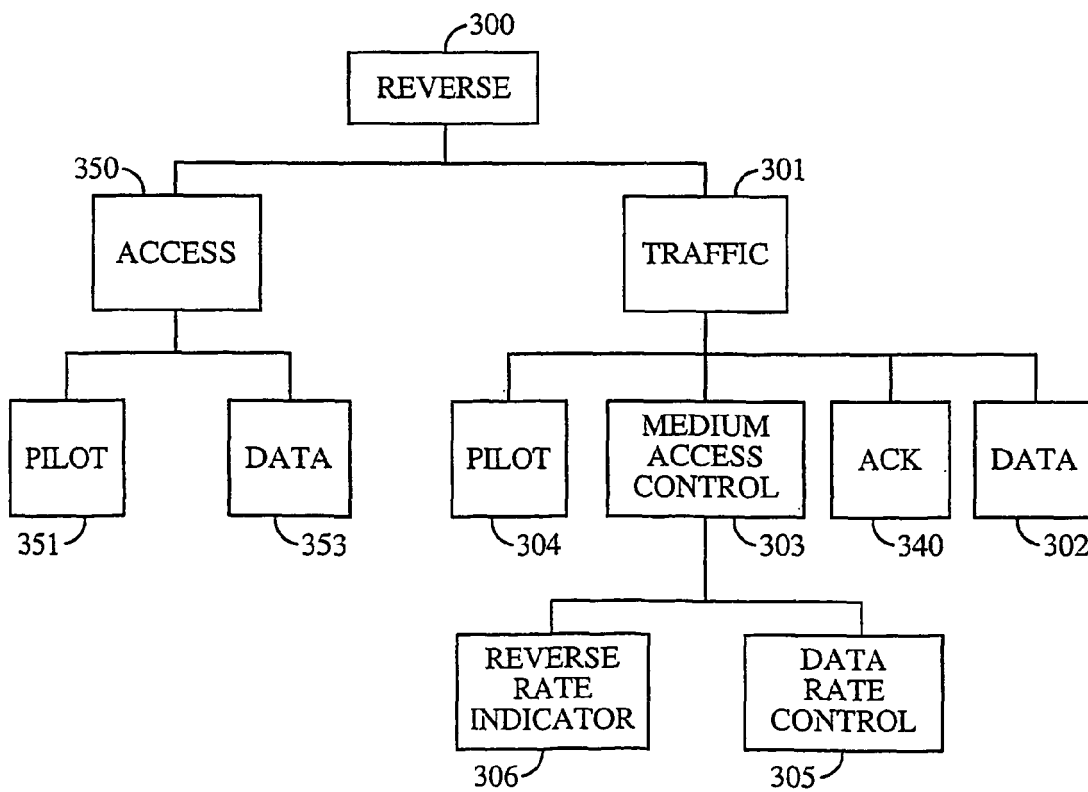 300
REVERSE
350
301
ACCESS
TRAFFIC
PILOT
DATA
PILOT
MEDIUM
ACCESS
CONTROL
ACK
DATA
351
353
304
303
340
302
REVERSE
RATE
INDICATOR
DATA
RATE
CONTROL
306
305